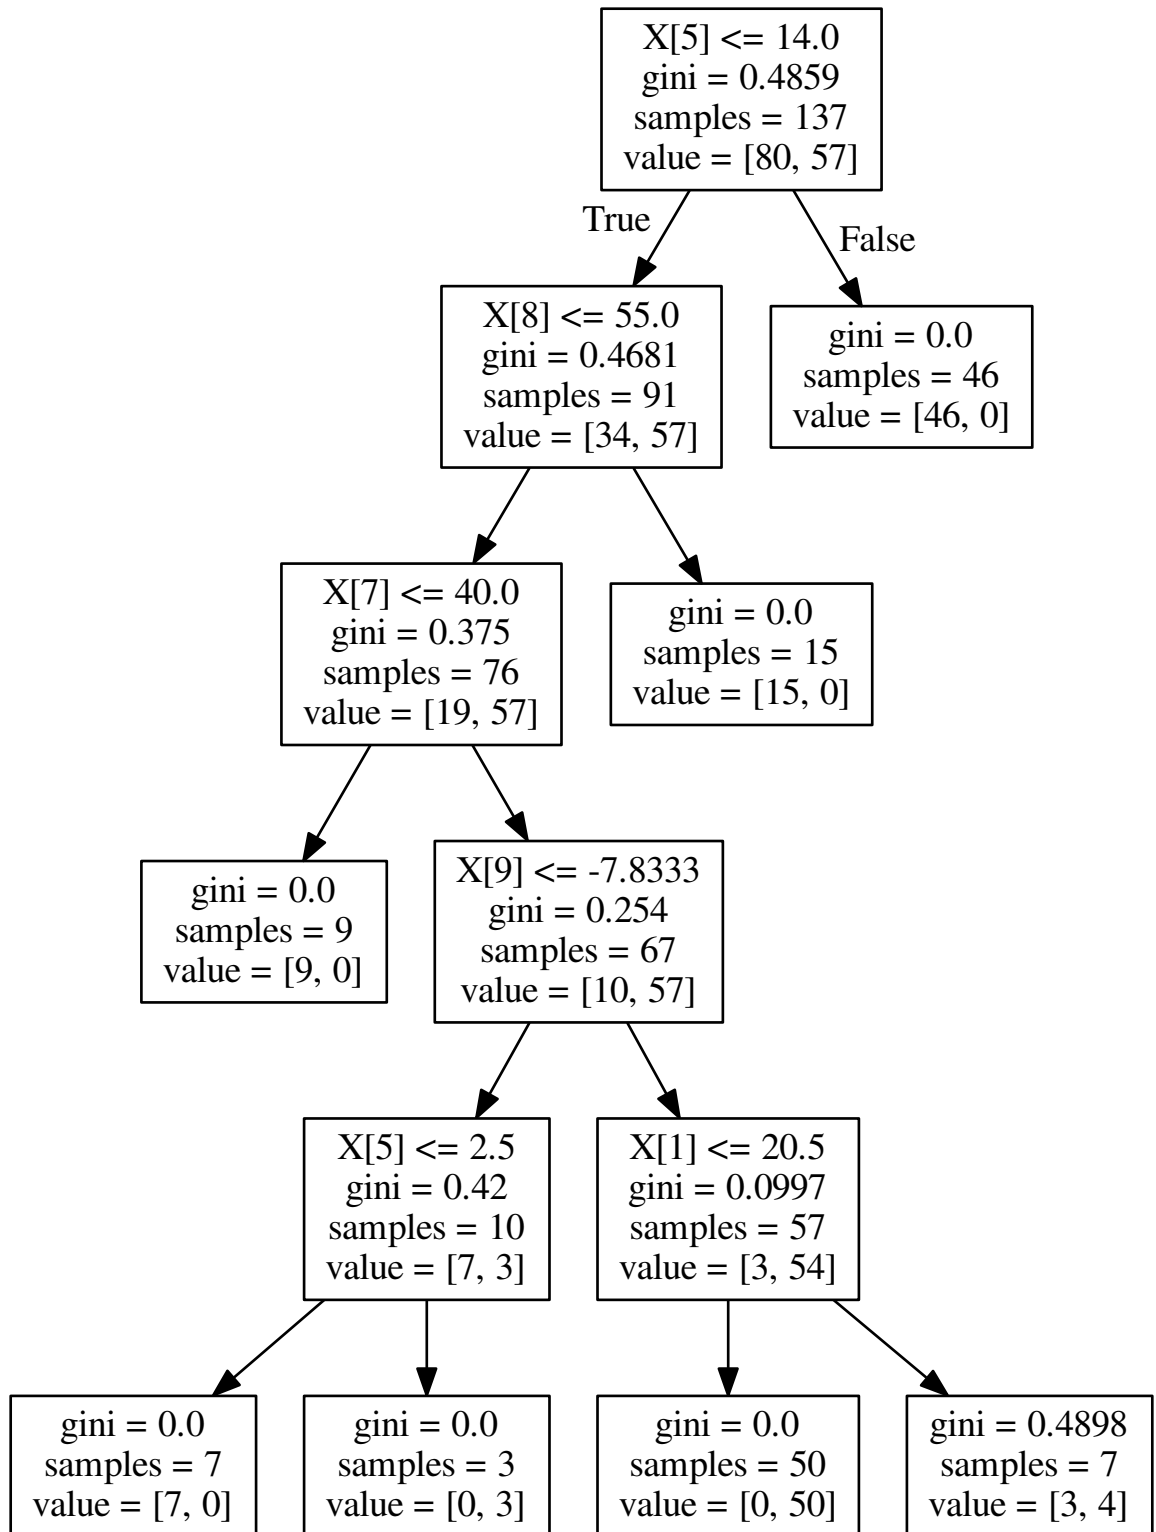 X[5] <= 14.0
gini = 0.4859
samples = 137
value = [80, 57]
True
False
X[8] <= 55.0
gini = 0.4681
samples = 91
value = [34, 57]
gini = 0.0
samples = 46
value = [46, 0]
X[7] <= 40.0
gini = 0.375
samples = 76
value = [19, 57]
gini = 0.0
samples = 15
value = [15, 0]
gini = 0.0
samples = 9
value = [9, 0]
X[9] <= -7.8333
gini = 0.254
samples = 67
value = [10, 57]
X[5] <= 2.5
gini = 0.42
samples = 10
value = [7, 3]
X[1] <= 20.5
gini = 0.0997
samples = 57
value = [3, 54]
gini = 0.0
samples = 7
value = [7, 0]
gini = 0.0
samples = 3
value = [0, 3]
gini = 0.0
samples = 50
value = [0, 50]
gini = 0.4898
samples = 7
value = [3, 4]